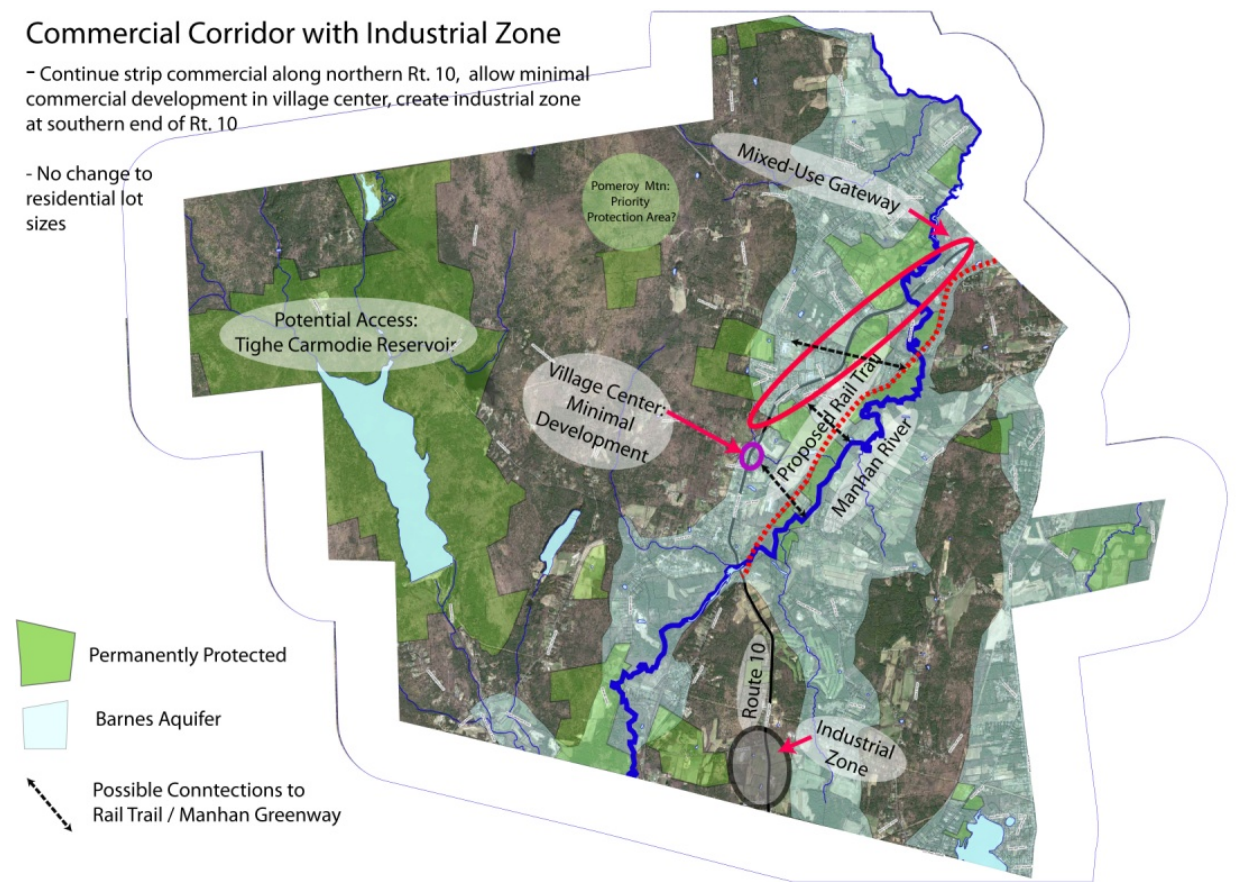 Commercial Corridor with Industrial Zone
- Continue strip commercial along northern Rt. 10, allow minimal
commercial development in village center, create industrial zone
at southern end of Rt. 10
- No change to
residential lot
sizes
Mixed-Use Gateway
Pomeroy Mtn:
Priority
Protection Area?
Potential Access:
Tighe Carmodie Reservoir
Village Center:
Minimal
Development
Proposed Rail Trail
Manhan River
Route 10
Industrial
Zone
Permanently Protected
Barnes Aquifer
Possible Conntections to
Rail Trail / Manhan Greenway